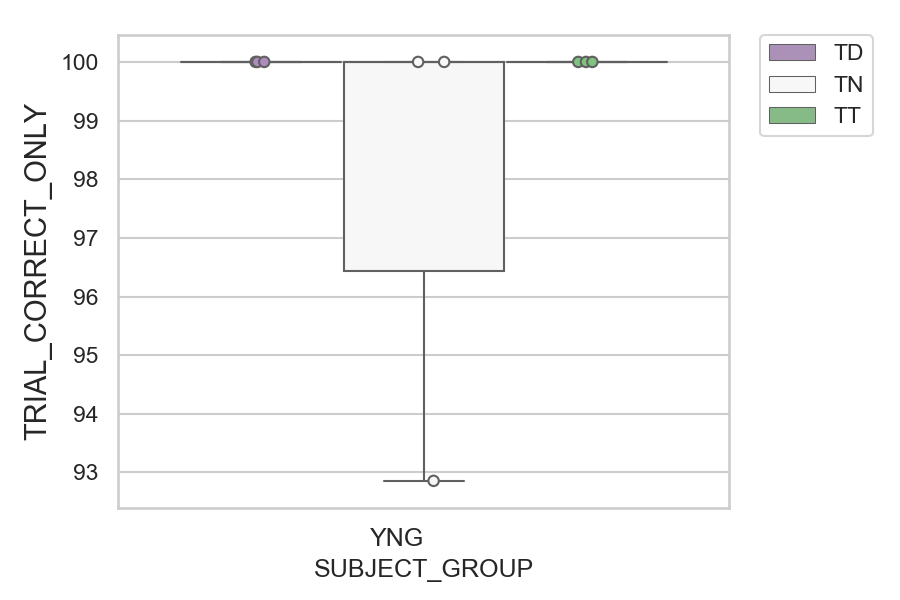 TRIAL_CORRECT_ONLY
100
99
98
97
96
95
94
93
YNG
SUBJECT_GROUP
TD
TN
TT